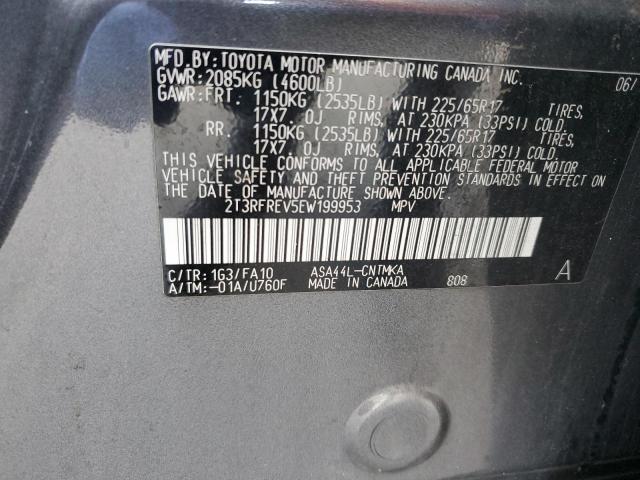 MFD.BY:TOYOTA MOTOR MANUFACTURING CANADA INC. 06/
GVWR:2085KG (4600LB)
GAWR:FRT. 1150KG (2535LB) WITH 225/65R17 TIRES,
17X7. 0J RIMS, AT 230KPA (33PSI) COLD.
RR. 1150KG (2535LB) WITH 225/65R17 TIRES,
17X7. 0J RIMS, AT 230KPA (33PSI) COLD.
THIS VEHICLE CONFORMS TO ALL APPLICABLE FEDERAL MOTOR
VEHICLE SAFETY AND THEFT PREVENTION STANDARDS IN EFFECT ON
THE DATE OF MANUFACTURE SHOWN ABOVE.
2T3RFREV5EW199953 MPV
C/TR: 1G3/FA10 ASA44L-CNTMKA A
A/TM:-01A/U760F MADE IN CANADA 808